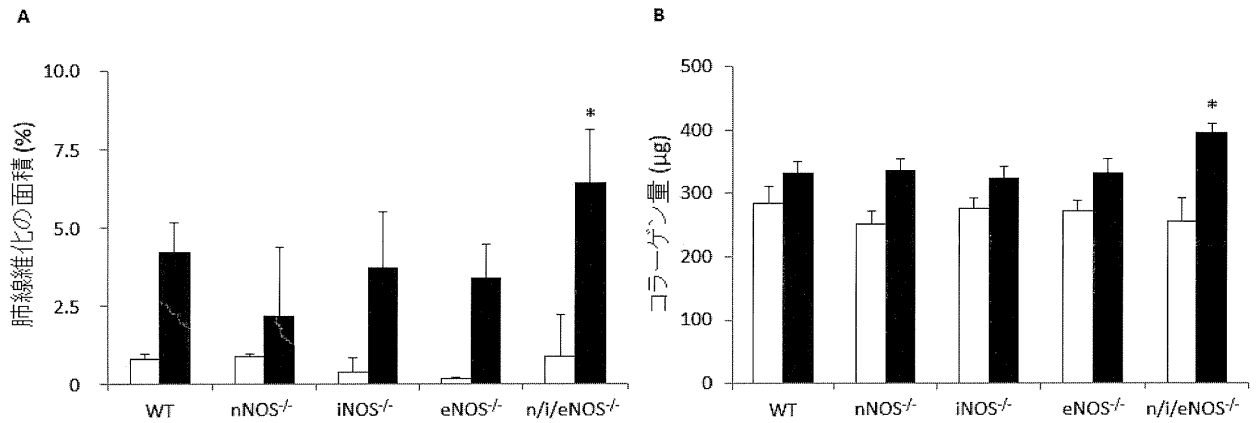 A
肺線維化の面積 (%)
10.0
7.5
5.0
2.5
0
*
WT
nNOS-/-
iNOS-/-
eNOS-/-
n/i/eNOS-/-
B
コラーゲン量 (μg)
500
400
300
200
100
0
*
WT
nNOS-/-
iNOS-/-
eNOS-/-
n/i/eNOS-/-